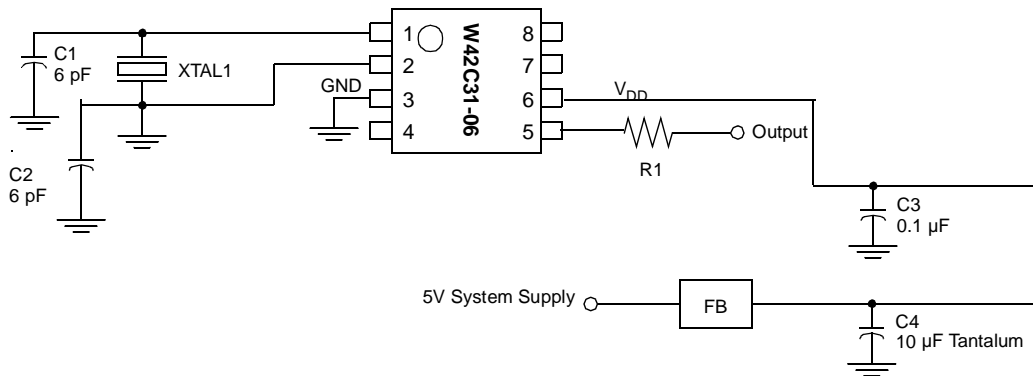 C1
6 pF
XTAL1
C2
6 pF
GND
1
2
3
4
W42C31-06
8
7
6
5
VDD
R1
Output
C3
0.1 µF
5V System Supply
FB
C4
10 µF Tantalum